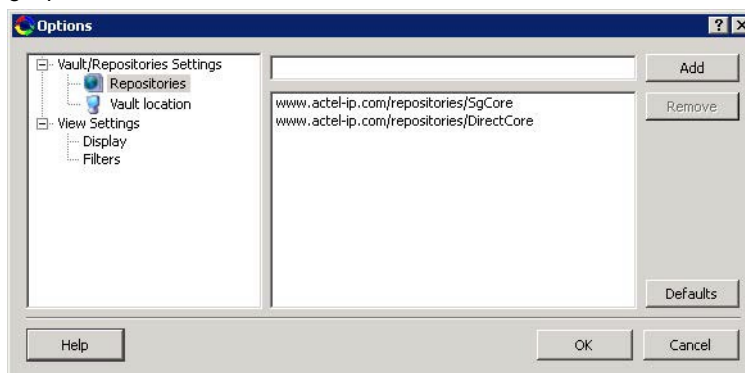 Options
Vault/Repositories Settings
Repositories
Vault location
View Settings
Display
Filters
Add
www.actel-ip.com/repositories/SgCore
www.actel-ip.com/repositories/DirectCore
Remove
Defaults
Help
OK
Cancel